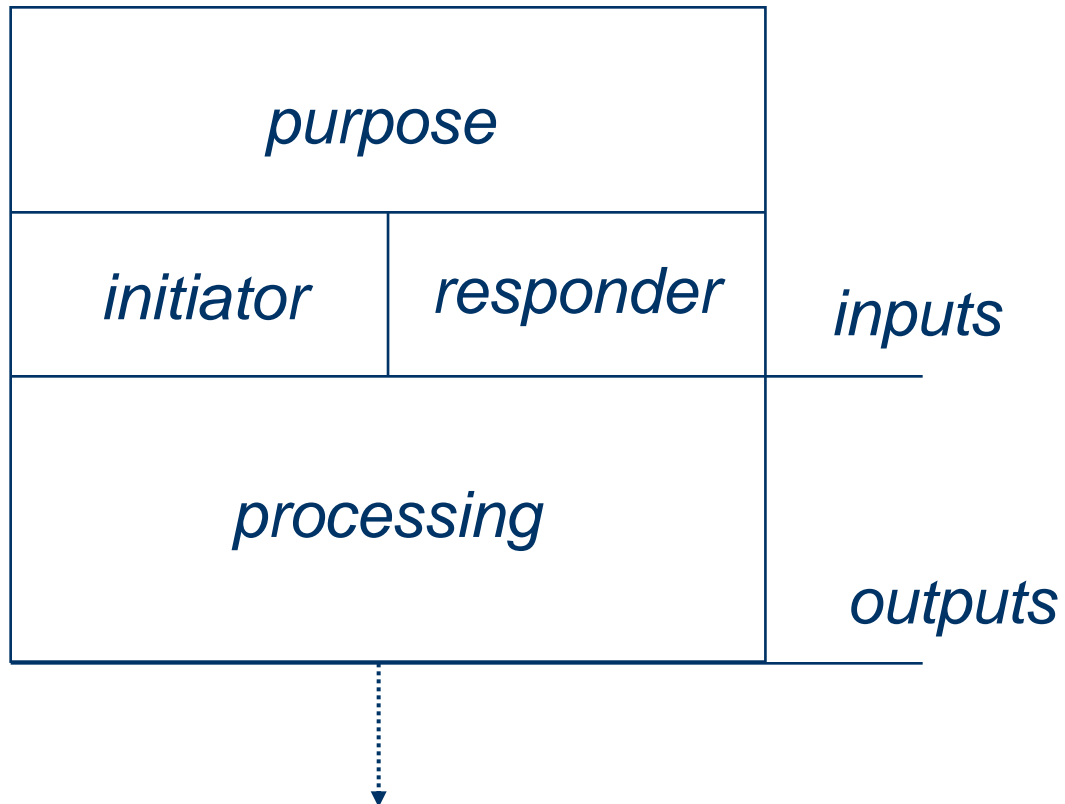 purpose
initiator
responder
inputs
processing
outputs